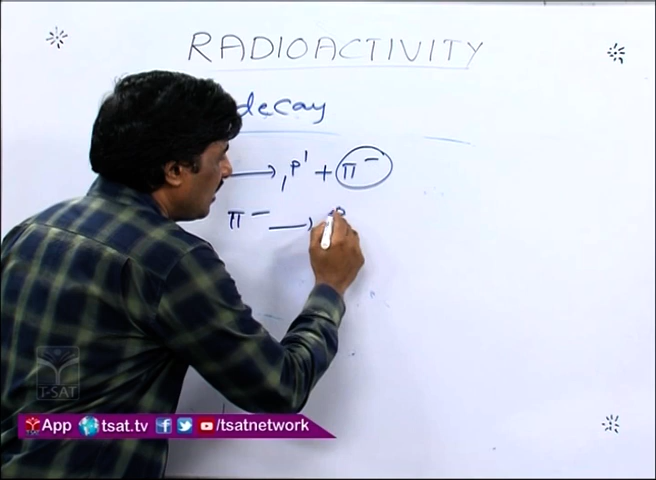 RADIOACTIVITY
decay
⟶ ₁P¹ + π⁻
π⁻ ⟶
T-SAT
App tsat.tv /tsatnetwork